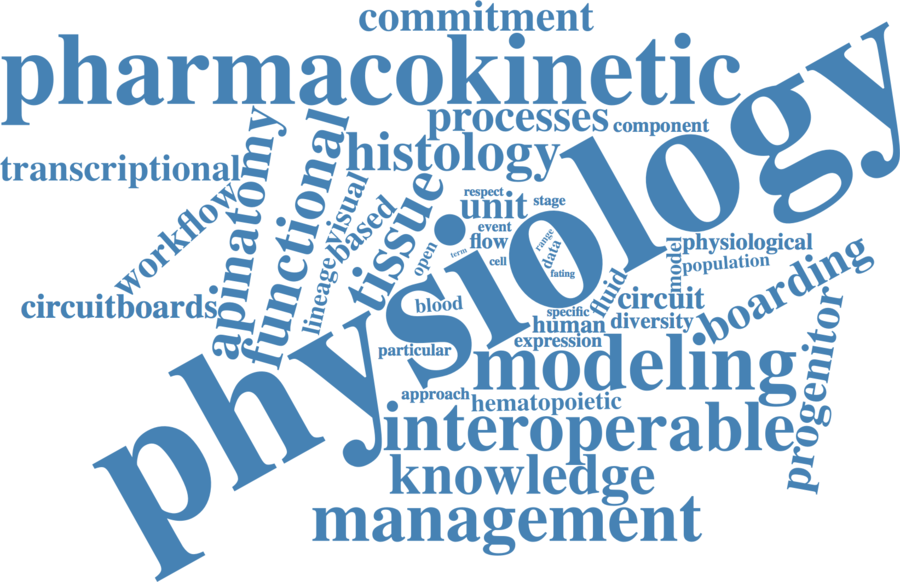 commitment
pharmacokinetic
physiology
processes
component
histology
transcriptional
apinatomy
functional
workflow
visual
based
tissue
lineage
open
respect
unit
stage
event
flow
term
cell
range
data
fating
model
physiological
population
boarding
fluid
circuit
circuitboards
blood
specific
human
diversity
expression
particular
modeling
progenitor
approach
hematopoietic
interoperable
knowledge
management